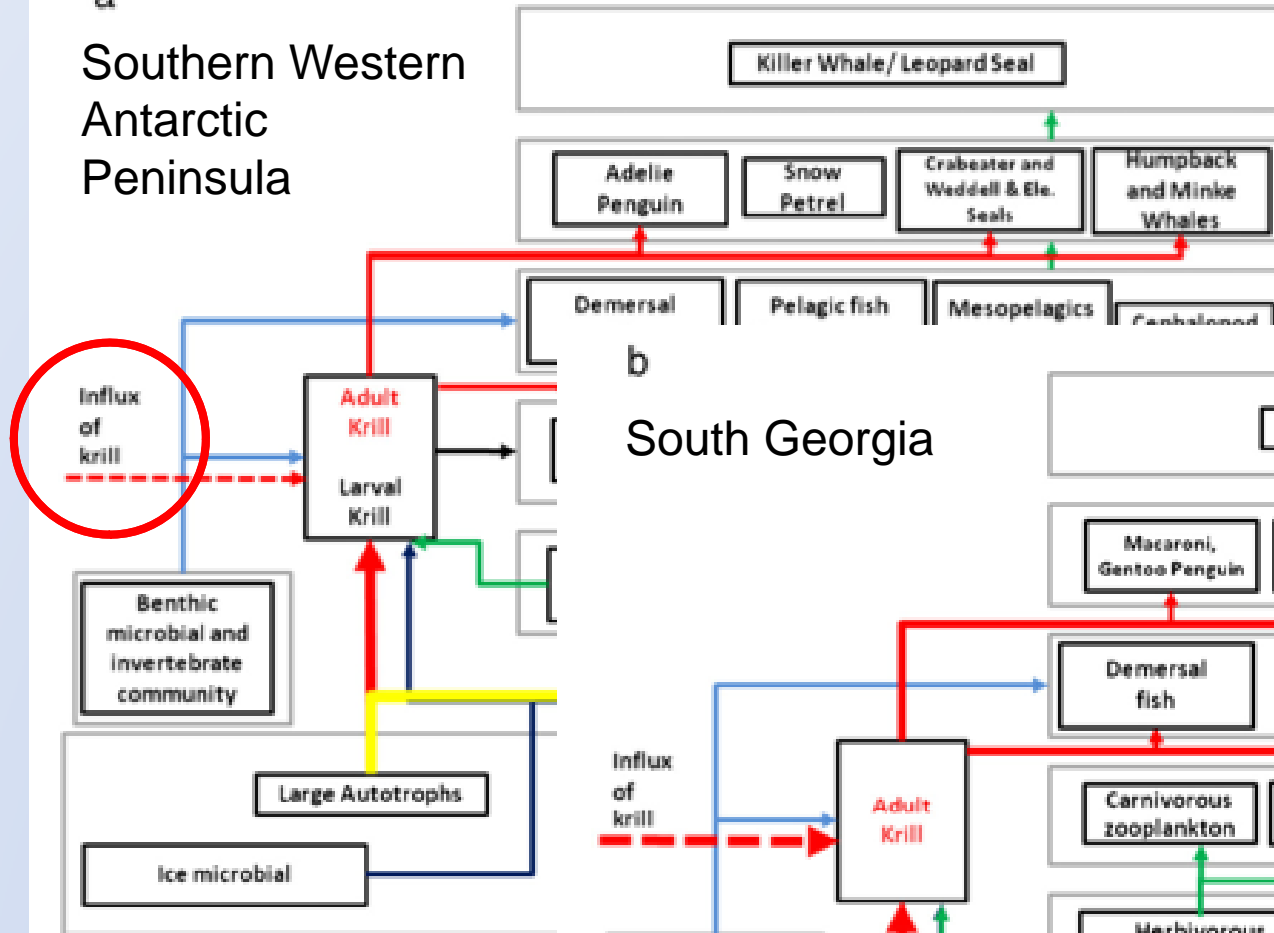 a
Southern Western
Antarctic
Peninsula
Killer Whale/ Leopard Seal
Adelie
Penguin
Snow
Petrel
Crabeater and
Weddell & Ele.
Seals
Humpback
and Minke
Whales
Demersal
Pelagic fish
Mesopelagics
Cephalopod
Influx
of
krill
Adult
Krill
Larval
Krill
Benthic
microbial and
invertebrate
community
Large Autotrophs
Ice microbial
b
South Georgia
Macaroni,
Gentoo Penguin
Demersal
fish
Influx
of
krill
Adult
Krill
Carnivorous
zooplankton
Herbivorous